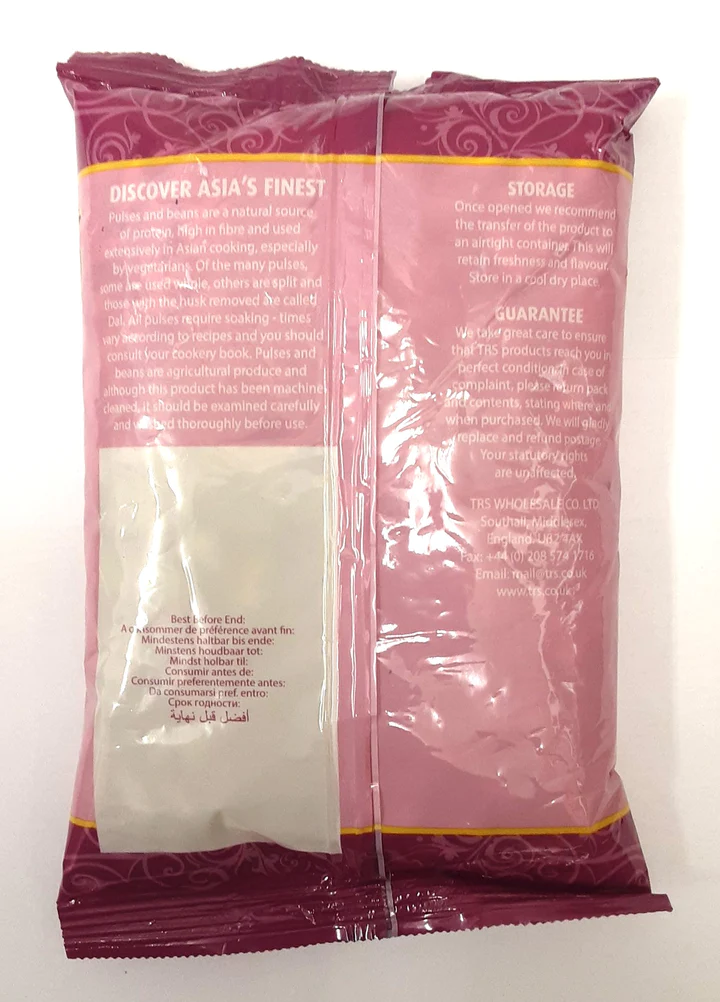 DISCOVER ASIA'S FINEST
Pulses and beans are a natural source
of protein, high in fibre and used
extensively in Asian cooking, especially
by vegetarians. Of the many pulses,
some are used whole, others are split and
those with the husk removed are called
Dal. All pulses require soaking - times
vary according to recipes and you should
consult your cookery book. Pulses and
beans are agricultural produce and
although this product has been machine
cleaned, it should be examined carefully
and washed thoroughly before use.
Best Before End:
A consommer de préférence avant fin:
Mindestens haltbar bis ende:
Minstens houdbaar tot:
Mindst holbar til:
Consumir antes de:
Consumir preferentemente antes:
Da consumarsi pref. entro:
Срок годности:
أفضل قبل نهاية
STORAGE
Once opened we recommend
the transfer of the product to
an airtight container. This will
retain freshness and flavour.
Store in a cool dry place.
GUARANTEE
We take great care to ensure
that TRS products reach you in
perfect condition, in case of
complaint, please return pack
and contents, stating where and
when purchased. We will gladly
replace and refund postage.
Your statutory rights
are unaffected.
TRS WHOLESALE CO. LTD
Southall, Middlesex,
England. UB2 4AX
Fax: +44 (0) 208 574 1716
Email: mail@trs.co.uk
www.trs.co.uk